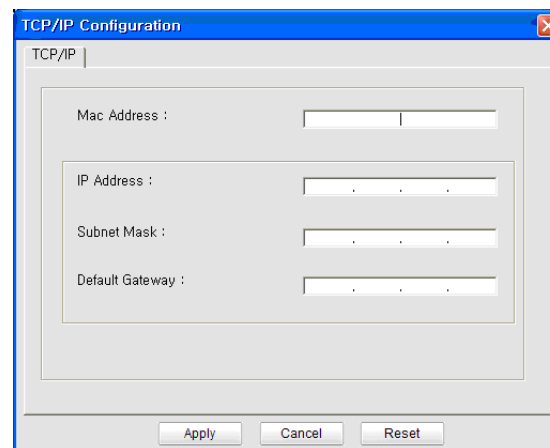 TCP/IP Configuration
TCP/IP
Mac Address :
IP Address :
. . .
Subnet Mask :
. . .
Default Gateway :
. . .
Apply Cancel Reset